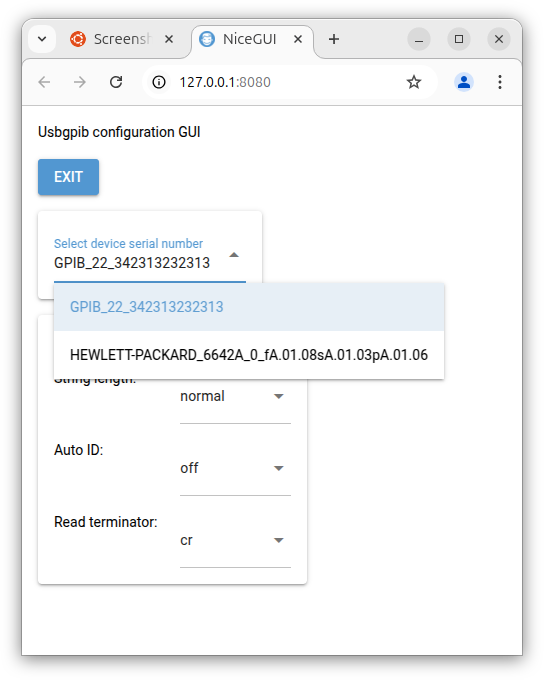 Screensh
NiceGUI
127.0.0.1:8080
Usbgpib configuration GUI
EXIT
Select device serial number
GPIB_22_342313232313
GPIB_22_342313232313
HEWLETT-PACKARD_6642A_0_fA.01.08sA.01.03pA.01.06
String length:
normal
Auto ID:
off
Read terminator:
cr